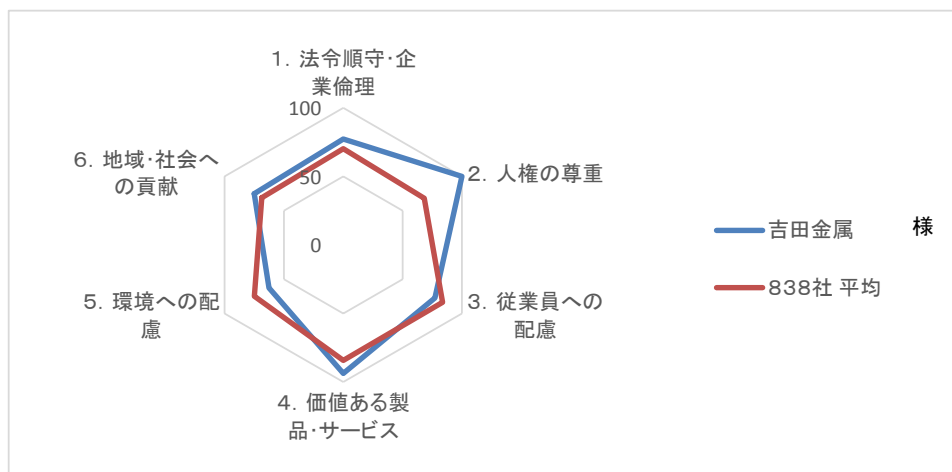 1．法令順守・企
業倫理
100
6．地域・社会へ
の貢献
2．人権の尊重
50
吉田金属
様
0
838社 平均
5．環境への配
慮
3．従業員への
配慮
4．価値ある製
品・サービス